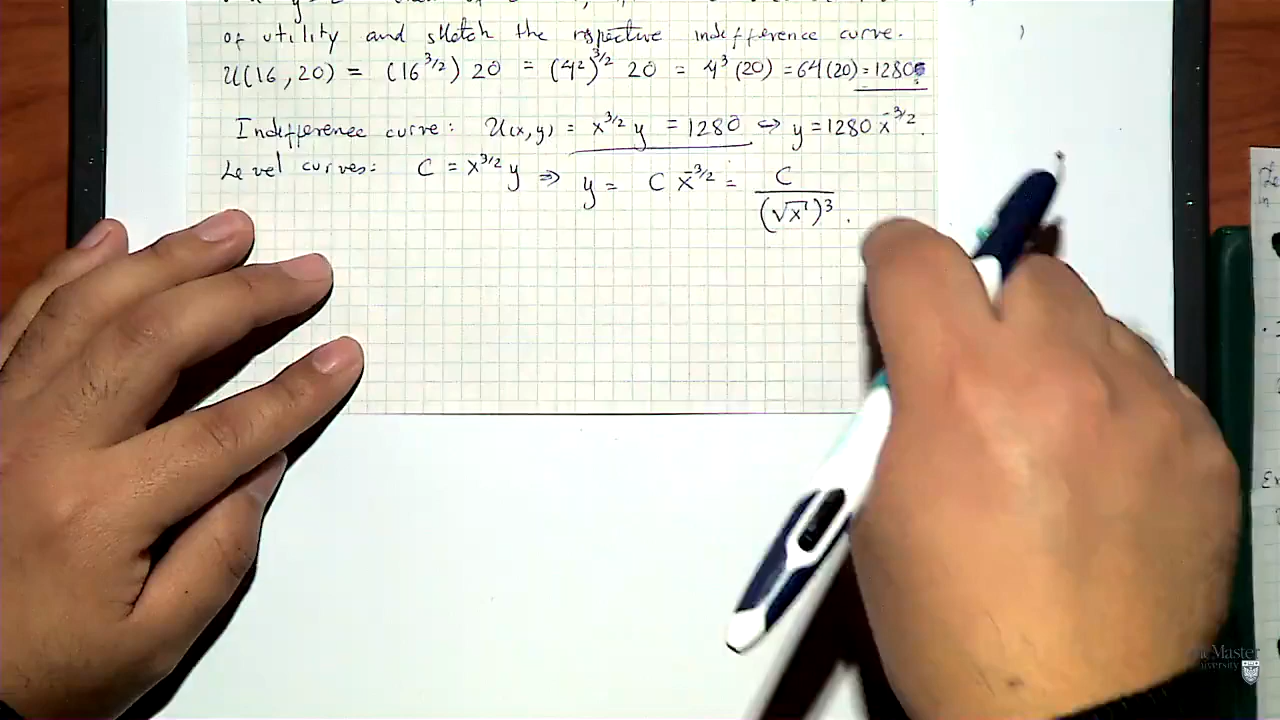 of utility and sketch the respective indifference curve.
U(16,20) = (16^{3/2}) 20 = (4^2)^{3/2} 20 = 4^3 (20) = 64(20) = 1280
Indifference curve: U(x,y) = x^{3/2} y = 1280 ⇔ y = 1280 x^{-3/2}.
Level curves: C = x^{3/2} y ⇒ y = C x^{-3/2} = C / (√x)^3.
McMaster
University